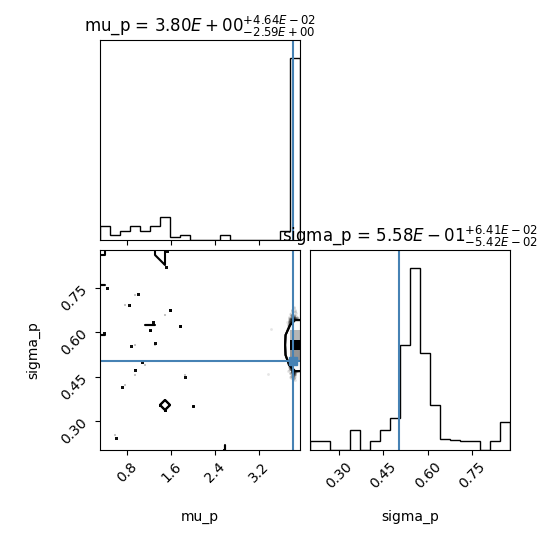 mu_p = 3.80E + 00+4.64E − 02
−2.59E + 00
sigma_p = 5.58E − 01+6.41E − 02
−5.42E − 02
0.75
0.60
0.45
0.30
sigma_p
0.8 1.6 2.4 3.2
mu_p
0.30 0.45 0.60 0.75
sigma_p